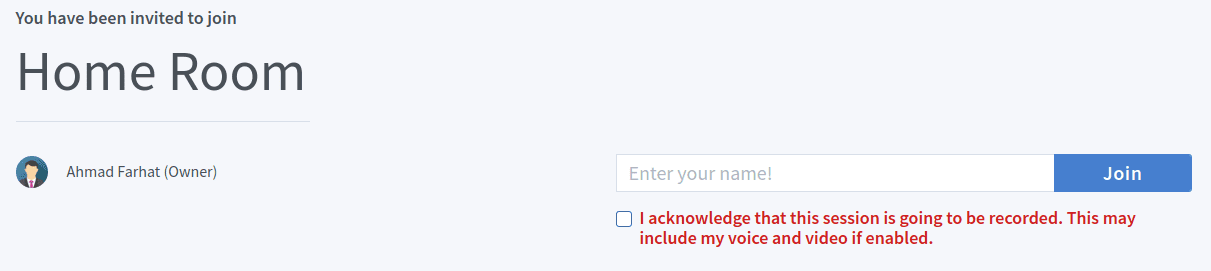 You have been invited to join
Home Room
Ahmad Farhat (Owner)
Enter your name!
Join
I acknowledge that this session is going to be recorded. This may
include my voice and video if enabled.